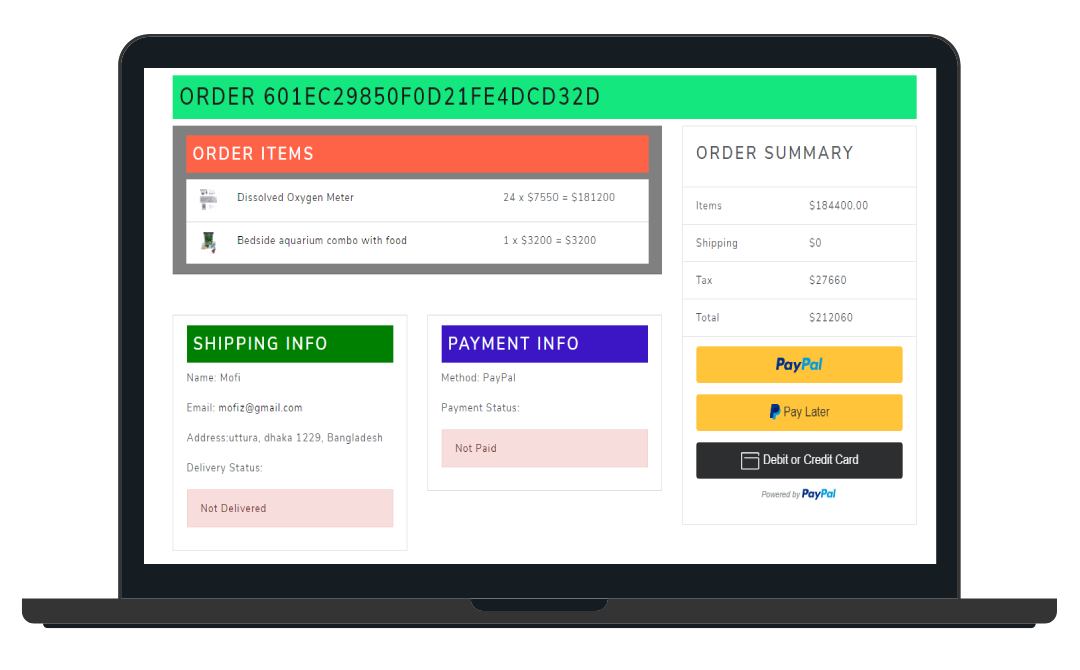 ORDER 601EC29850F0D21FE4DCD32D
ORDER ITEMS
Dissolved Oxygen Meter 24 x $7550 = $181200
Bedside aquarium combo with food 1 x $3200 = $3200
SHIPPING INFO
Name: Mofi
Email: mofiz@gmail.com
Address:uttura, dhaka 1229, Bangladesh
Delivery Status:
Not Delivered
PAYMENT INFO
Method: PayPal
Payment Status:
Not Paid
ORDER SUMMARY
Items $184400.00
Shipping $0
Tax $27660
Total $212060
PayPal
Pay Later
Debit or Credit Card
Powered by PayPal